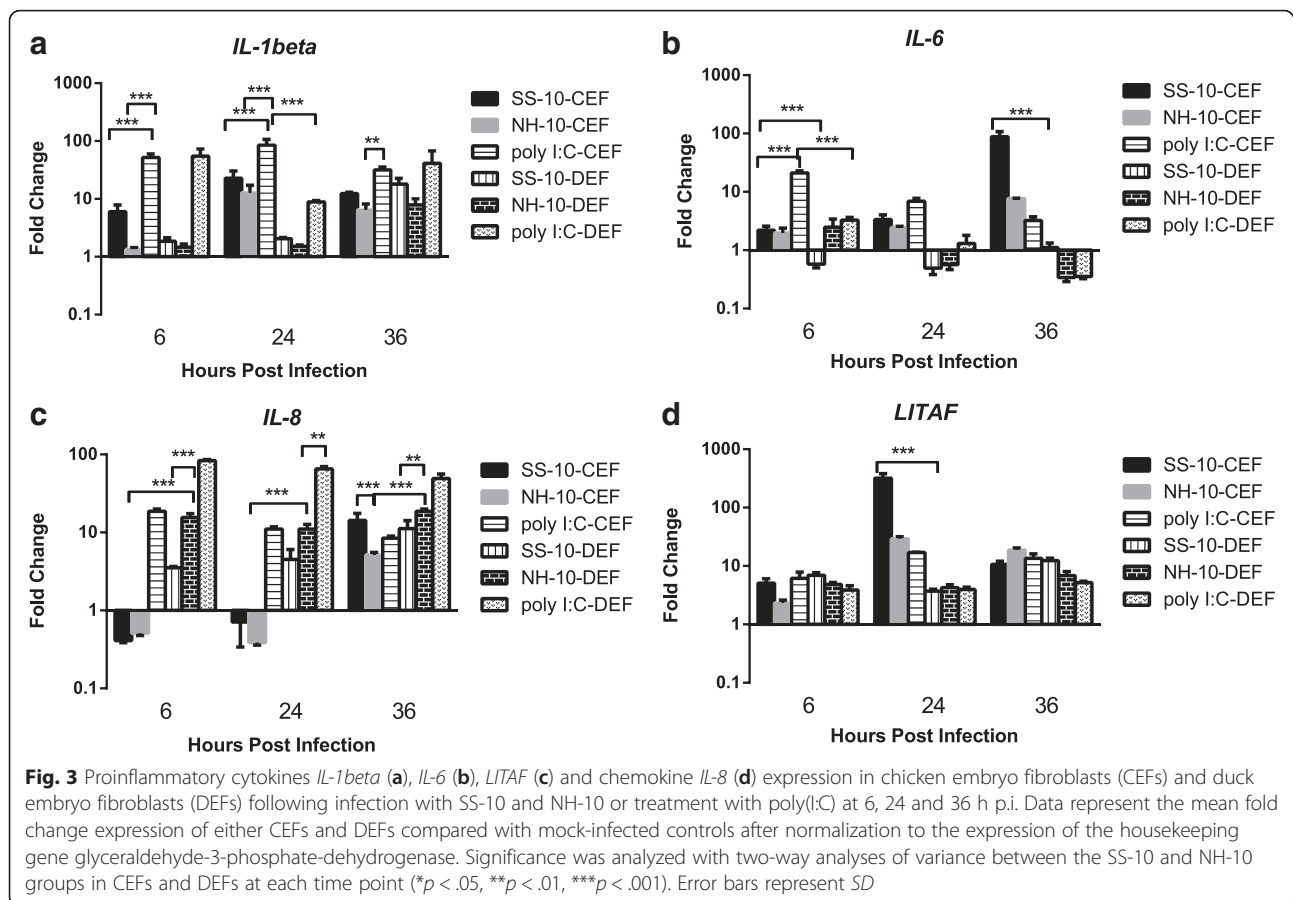 a
IL-1beta
1000
100
10
1
0.1
Fold Change
***
***
***
***
***
**
6
24
36
Hours Post Infection
SS-10-CEF
NH-10-CEF
poly I:C-CEF
SS-10-DEF
NH-10-DEF
poly I:C-DEF
b
IL-6
1000
100
10
1
0.1
Fold Change
***
***
***
***
6
24
36
Hours Post Infection
SS-10-CEF
NH-10-CEF
poly I:C-CEF
SS-10-DEF
NH-10-DEF
poly I:C-DEF
c
IL-8
100
10
1
0.1
Fold Change
***
***
**
***
**
***
***
6
24
36
Hours Post Infection
SS-10-CEF
NH-10-CEF
poly I:C-CEF
SS-10-DEF
NH-10-DEF
poly I:C-DEF
d
LITAF
1000
100
10
1
0.1
Fold Change
***
6
24
36
Hours Post Infection
SS-10-CEF
NH-10-CEF
poly I:C-CEF
SS-10-DEF
NH-10-DEF
poly I:C-DEF
Fig. 3 Proinflammatory cytokines IL-1beta (a), IL-6 (b), LITAF (c) and chemokine IL-8 (d) expression in chicken embryo fibroblasts (CEFs) and duck
embryo fibroblasts (DEFs) following infection with SS-10 and NH-10 or treatment with poly(I:C) at 6, 24 and 36 h p.i. Data represent the mean fold
change expression of either CEFs and DEFs compared with mock-infected controls after normalization to the expression of the housekeeping
gene glyceraldehyde-3-phosphate-dehydrogenase. Significance was analyzed with two-way analyses of variance between the SS-10 and NH-10
groups in CEFs and DEFs at each time point (*p < .05, **p < .01, ***p < .001). Error bars represent SD